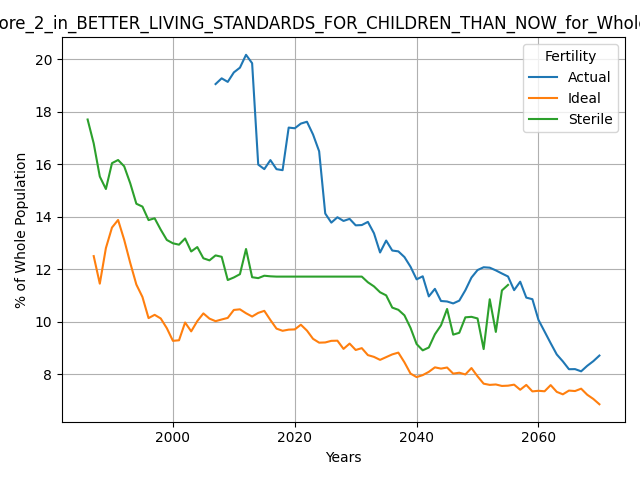 ore_2_in_BETTER_LIVING_STANDARDS_FOR_CHILDREN_THAN_NOW_for_Whole
Fertility
Actual
Ideal
Sterile
% of Whole Population
20
18
16
14
12
10
8
2000 2020 2040 2060
Years